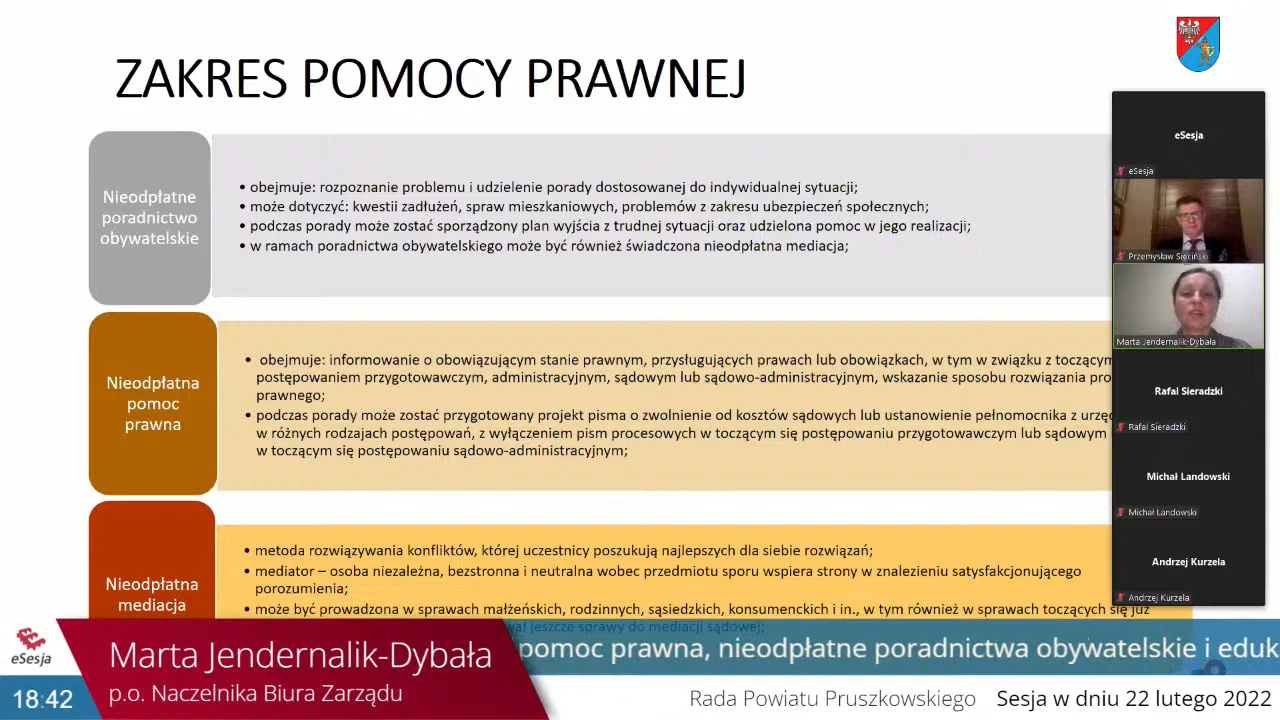 ZAKRES POMOCY PRAWNEJ
Nieodpłatne
poradnictwo
obywatelskie
• obejmuje: rozpoznanie problemu i udzielenie porady dostosowanej do indywidualnej sytuacji;
• może dotyczyć: kwestii zadłużeń, spraw mieszkaniowych, problemów z zakresu ubezpieczeń społecznych;
• podczas porady może zostać sporządzony plan wyjścia z trudnej sytuacji oraz udzielona pomoc w jego realizacji;
• w ramach poradnictwa obywatelskiego może być również świadczona nieodpłatna mediacja;
Nieodpłatna
pomoc
prawna
• obejmuje: informowanie o obowiązującym stanie prawnym, przysługujących prawach lub obowiązkach, w tym w związku z toczącym
postępowaniem przygotowawczym, administracyjnym, sądowym lub sądowo-administracyjnym, wskazanie sposobu rozwiązania pro
prawnego;
• podczas porady może zostać przygotowany projekt pisma o zwolnienie od kosztów sądowych lub ustanowienie pełnomocnika z urzę
w różnych rodzajach postępowań, z wyłączeniem pism procesowych w toczącym się postępowaniu przygotowawczym lub sądowym
w toczącym się postępowaniu sądowo-administracyjnym;
Nieodpłatna
mediacja
• metoda rozwiązywania konfliktów, której uczestnicy poszukują najlepszych dla siebie rozwiązań;
• mediator – osoba niezależna, bezstronna i neutralna wobec przedmiotu sporu wspiera strony w znalezieniu satysfakcjonującego
porozumienia;
• może być prowadzona w sprawach małżeńskich, rodzinnych, sąsiedzkich, konsumenckich i in., w tym również w sprawach toczących się już
jeszcze sprawy do mediacji sądowej;
eSesja
eSesja
Przemysław Sieciński
Marta Jendernalik-Dybała
Rafal Sieradzki
Rafal Sieradzki
Michał Landowski
Michał Landowski
Andrzej Kurzela
Andrzej Kurzela
eSesja
18:42
Marta Jendernalik-Dybała
p.o. Naczelnika Biura Zarządu
pomoc prawna, nieodpłatne poradnictwa obywatelskie i eduk
Rada Powiatu Pruszkowskiego Sesja w dniu 22 lutego 2022